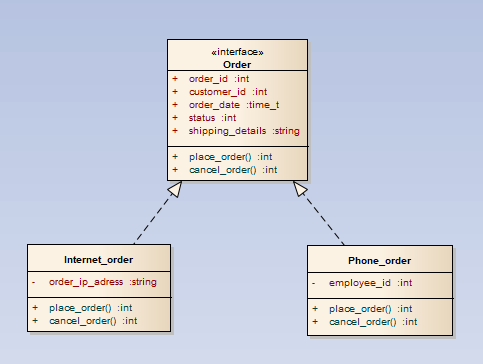 «interface»
Order
+ order_id :int
+ customer_id :int
+ order_date :time_t
+ status :int
+ shipping_details :string
+ place_order() :int
+ cancel_order() :int
Internet_order
- order_ip_adress :string
+ place_order() :int
+ cancel_order() :int
Phone_order
- employee_id :int
+ place_order() :int
+ cancel_order() :int